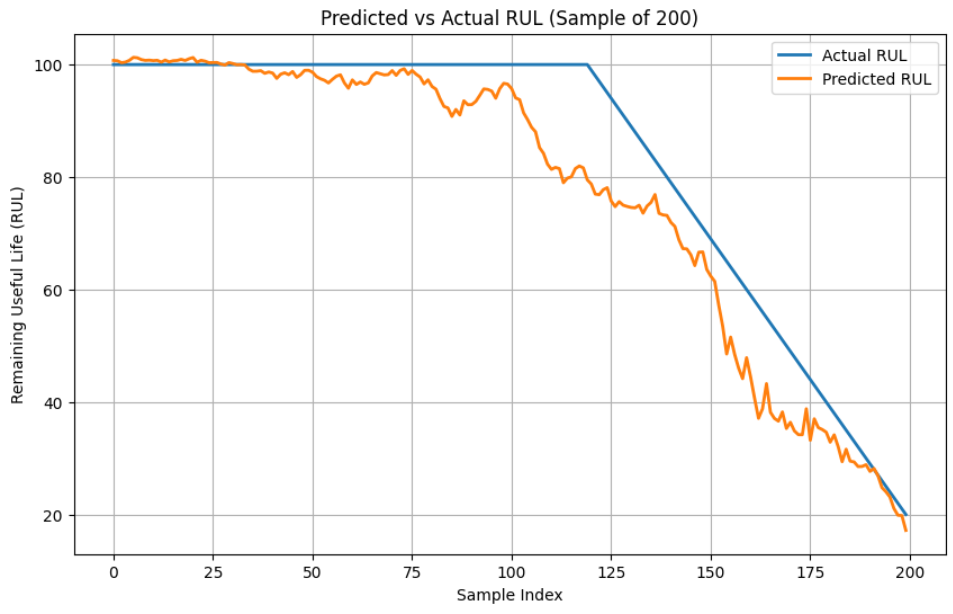 Predicted vs Actual RUL (Sample of 200)
Actual RUL
Predicted RUL
Remaining Useful Life (RUL)
100
80
60
40
20
0 25 50 75 100 125 150 175 200
Sample Index